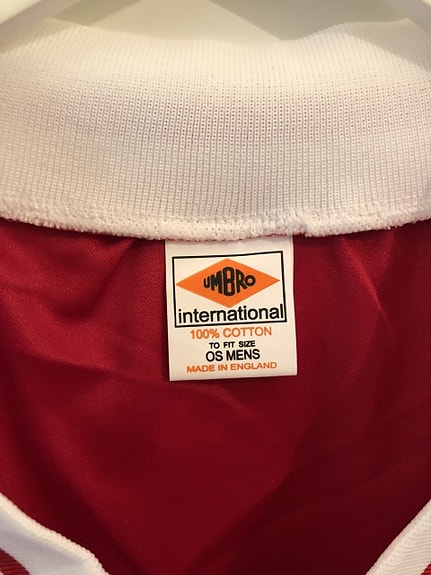 UMBRO
international
100% COTTON
TO FIT SIZE
OS MENS
MADE IN ENGLAND